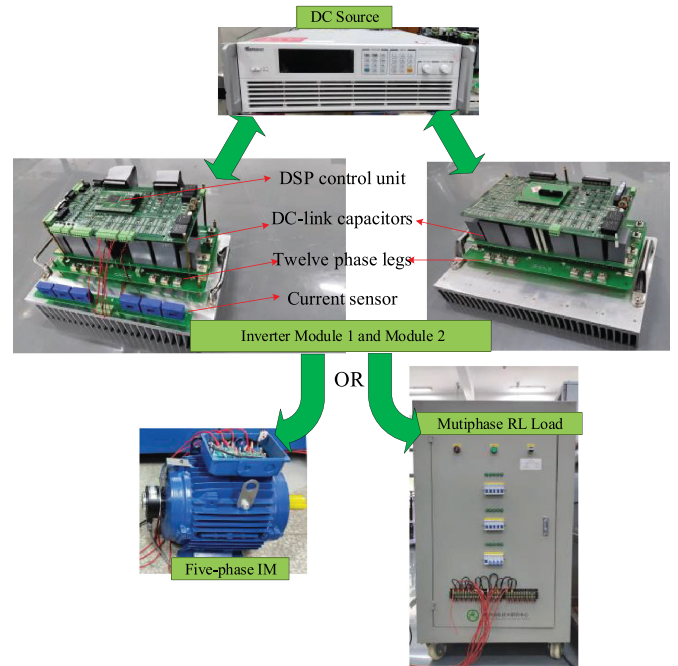 DC Source
DSP control unit
DC-link capacitors
Twelve phase legs
Current sensor
Inverter Module 1 and Module 2
OR
Mutiphase RL Load
Five-phase IM